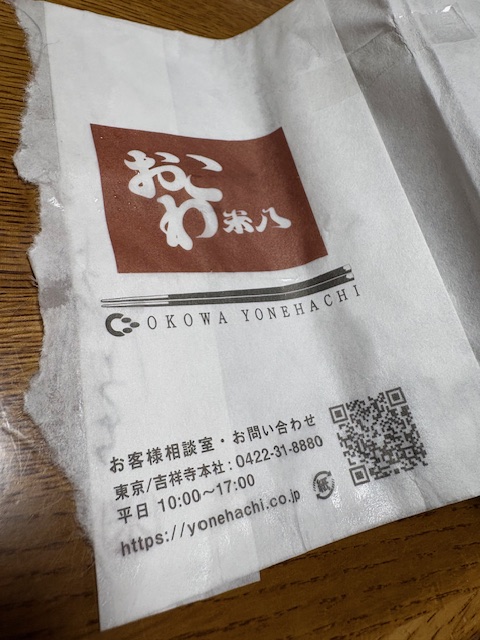 おこわ 米八
OKOWA YONEHACHI
お客様相談室・お問い合わせ
東京/吉祥寺本社:0422-31-8880
平日 10:00〜17:00
https://yonehachi.co.jp
紙